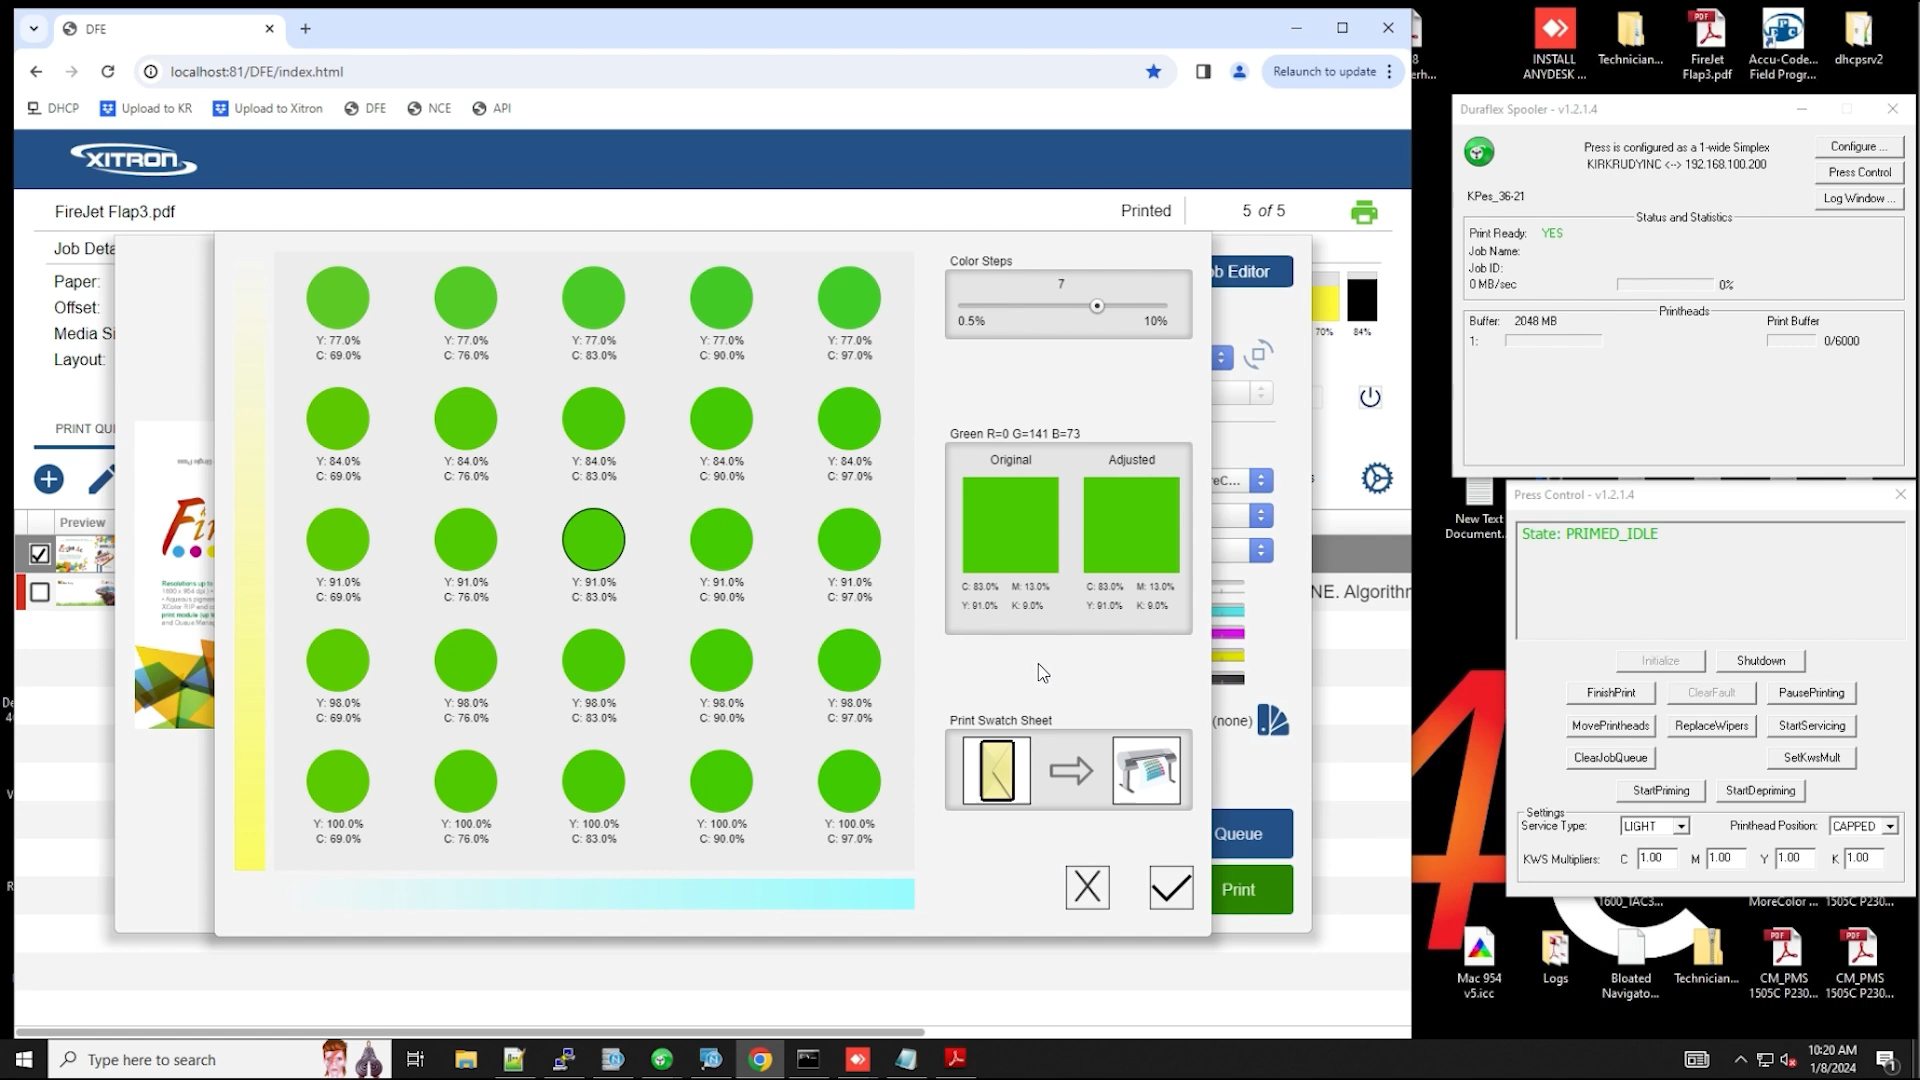 DFE
localhost:81/DFE/index.html
Relaunch to update
DHCP
Upload to KR
Upload to Xitron
DFE
NCE
API
XITRON
FireJet Flap3.pdf
Printed
5 of 5
Job Deta
Paper:
Offset:
Media Si
Layout:
PRINT QU
Preview
Color Steps
7
0.5%
10%
ob Editor
70%
84%
Y: 77.0% Y: 77.0% Y: 77.0% Y: 77.0% Y: 77.0%
C: 69.0% C: 76.0% C: 83.0% C: 90.0% C: 97.0%
Y: 84.0% Y: 84.0% Y: 84.0% Y: 84.0% Y: 84.0%
C: 69.0% C: 76.0% C: 83.0% C: 90.0% C: 97.0%
Y: 91.0% Y: 91.0% Y: 91.0% Y: 91.0% Y: 91.0%
C: 69.0% C: 76.0% C: 83.0% C: 90.0% C: 97.0%
Y: 98.0% Y: 98.0% Y: 98.0% Y: 98.0% Y: 98.0%
C: 69.0% C: 76.0% C: 83.0% C: 90.0% C: 97.0%
Y: 100.0% Y: 100.0% Y: 100.0% Y: 100.0% Y: 100.0%
C: 69.0% C: 76.0% C: 83.0% C: 90.0% C: 97.0%
Green R=0 G=141 B=73
Original
Adjusted
C: 83.0% M: 13.0% C: 83.0% M: 13.0%
Y: 91.0% K: 9.0% Y: 91.0% K: 9.0%
eC...
NE. Algorithr
Print Swatch Sheet
(none)
X
Queue
Print
INSTALL
ANYDESK ...
Technician...
FireJet
Flap3.pdf
Accu-Code...
Field Progr...
dhcpsrv2
Duraflex Spooler - v1.2.1.4
Press is configured as a 1-wide Simplex
KIRKRUDYINC <--> 192.168.100.200
Configure ...
Press Control
Log Window ...
KPes_36-21
Status and Statistics
Print Ready: YES
Job Name:
Job ID:
0 MB/sec
0%
Printheads
Buffer: 2048 MB
Print Buffer
1:
0/6000
New Text
Document...
Press Control - v1.2.1.4
State: PRIMED_IDLE
Initialize
Shutdown
FinishPrint
ClearFault
PausePrinting
MovePrintheads
ReplaceWipers
StartServicing
ClearJobQueue
SetKwsMult
StartPriming
StartDepriming
Settings
Service Type: LIGHT
Printhead Position: CAPPED
KWS Multipliers: C 1.00 M 1.00 Y 1.00 K 1.00
1600_IAC3...
MoreColor ...
1505C P230...
Mac 954
v5.icc
Logs
Bloated
Navigato...
Technician...
CM_PMS
1505C P230...
CM_PMS
1505C P230...
Type here to search
10:20 AM
1/8/2024